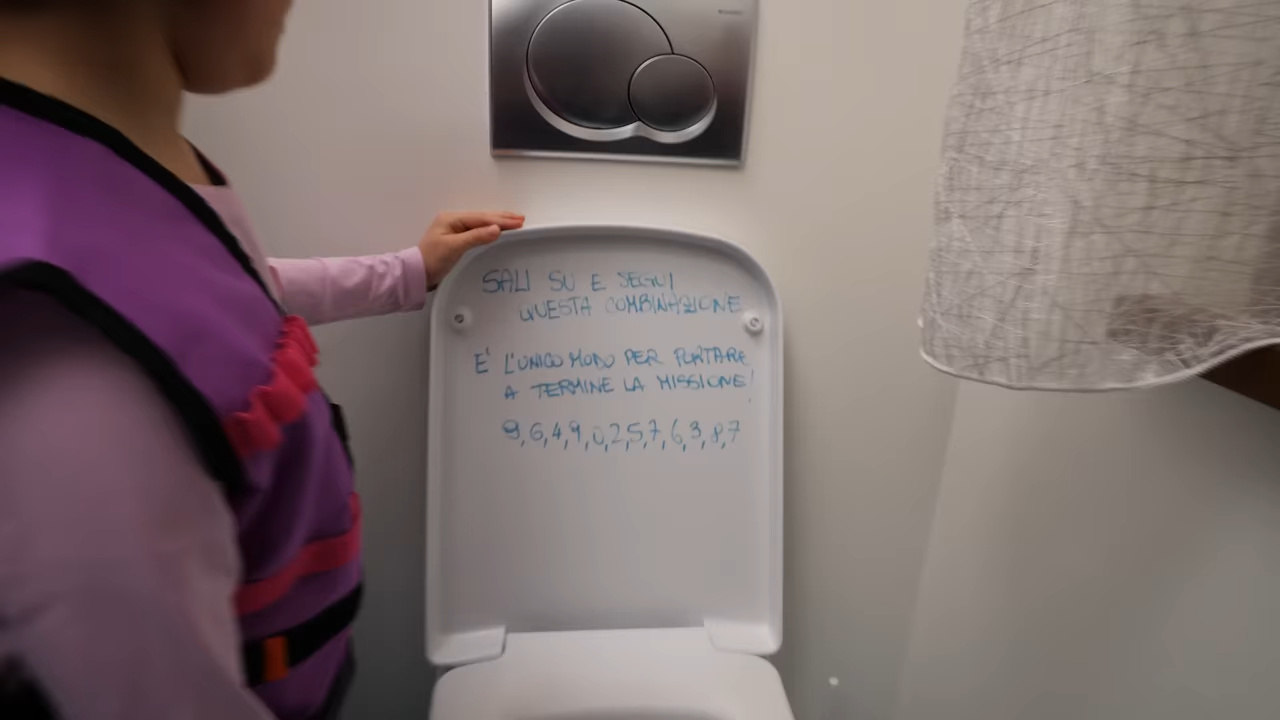 SALI SU E SEGUI
QUESTA COMBINAZIONE
E' L'UNICO MODO PER PORTARE
A TERMINE LA MISSIONE!
9,6,4,9,0,2,5,7,6,3,8,7